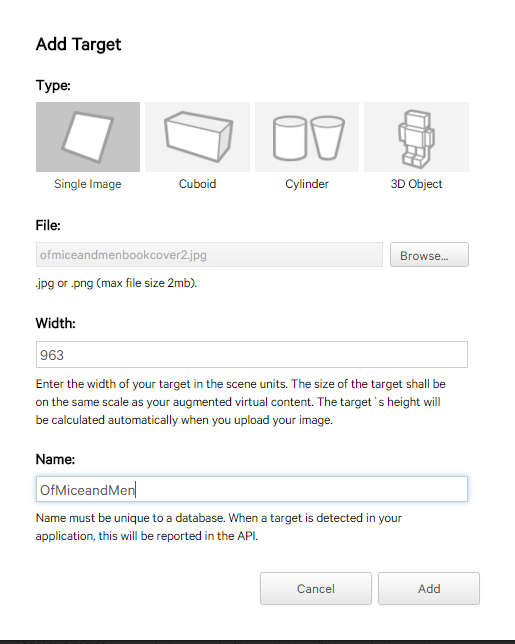 Add Target
Type:
Single Image
Cuboid
Cylinder
3D Object
File:
ofmiceandmenbookcover2.jpg
Browse...
.jpg or .png (max file size 2mb).
Width:
963
Enter the width of your target in the scene units. The size of the target shall be
on the same scale as your augmented virtual content. The target`s height will
be calculated automatically when you upload your image.
Name:
OfMiceandMen
Name must be unique to a database. When a target is detected in your
application, this will be reported in the API.
Cancel
Add